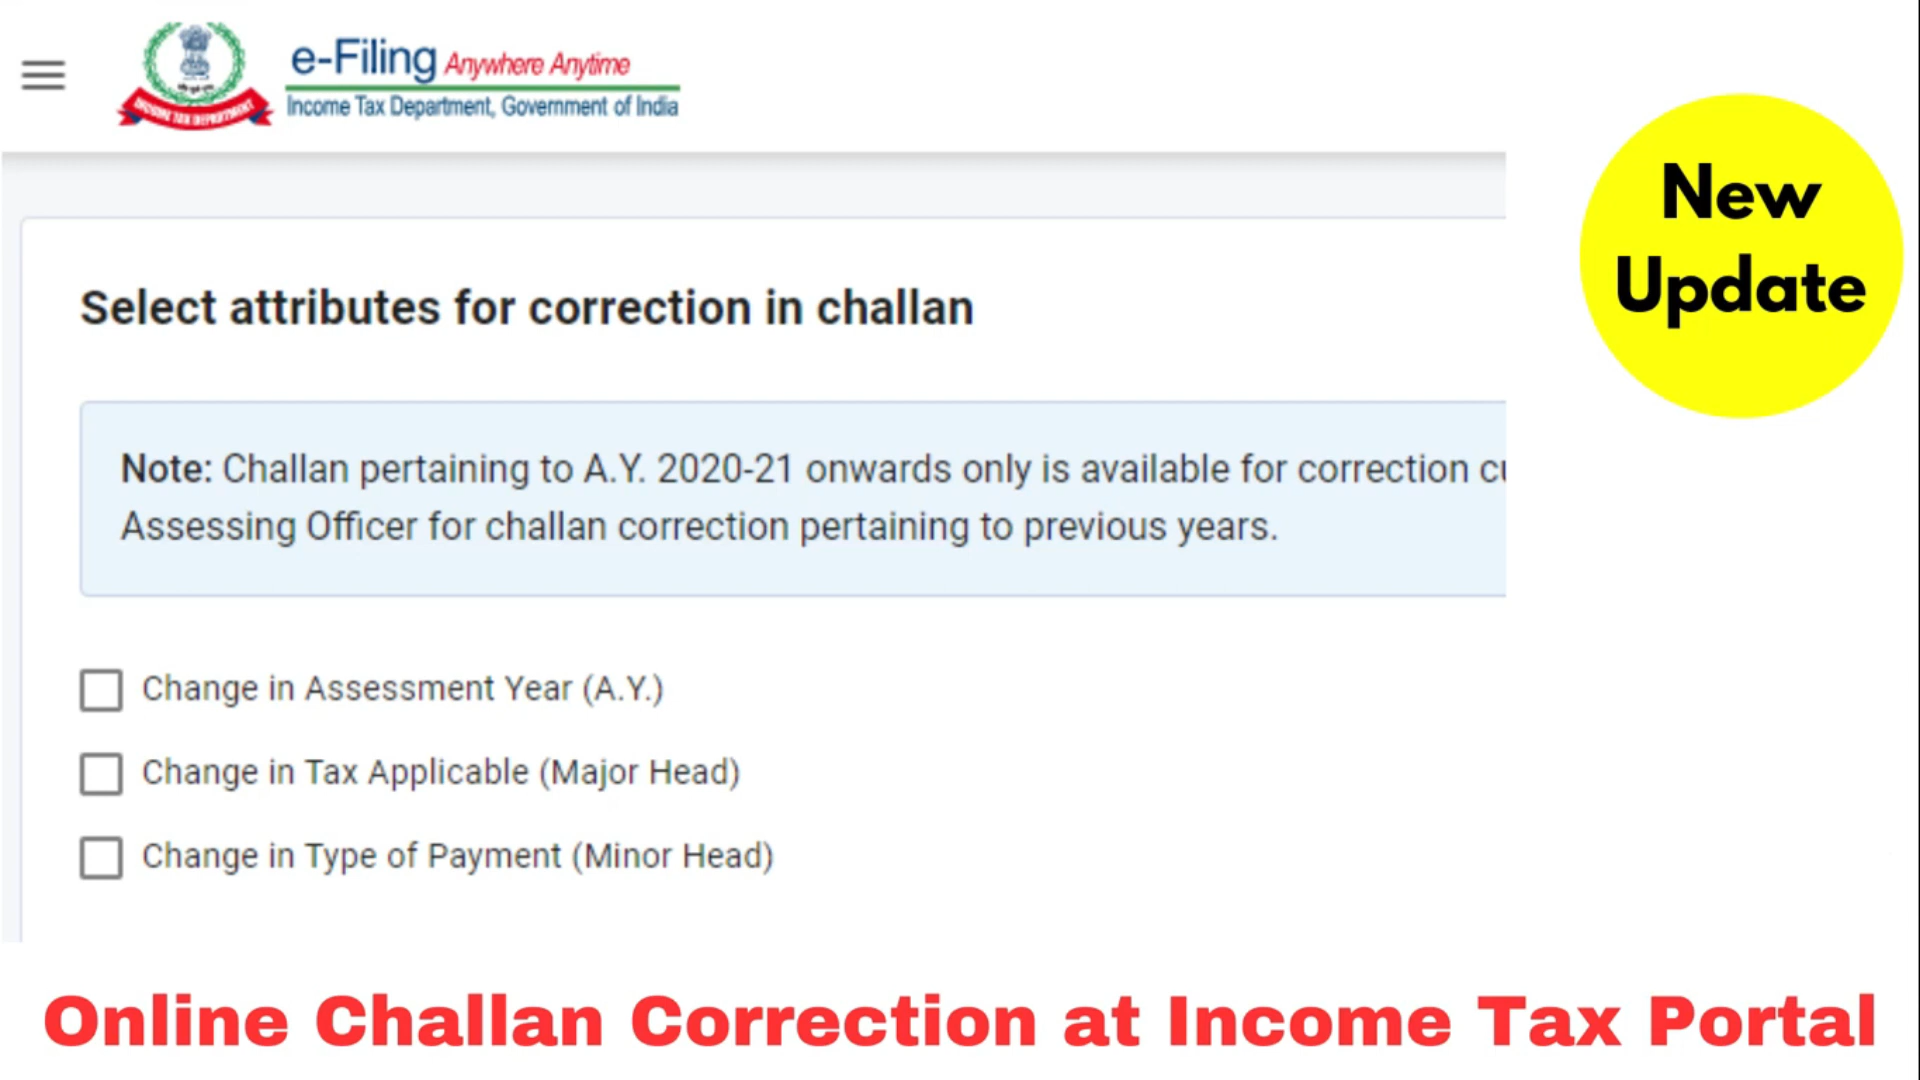 e-Filing Anywhere Anytime
Income Tax Department, Government of India
INCOME TAX DEPARTMENT
New
Update
Select attributes for correction in challan
Note: Challan pertaining to A.Y. 2020-21 onwards only is available for correction
Assessing Officer for challan correction pertaining to previous years.
Change in Assessment Year (A.Y.)
Change in Tax Applicable (Major Head)
Change in Type of Payment (Minor Head)
Online Challan Correction at Income Tax Portal